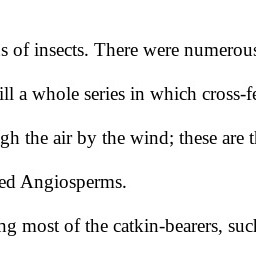 s of insects. There were numerous
ill a whole series in which cross-fe
gh the air by the wind; these are th
ed Angiosperms.
ng most of the catkin-bearers, such